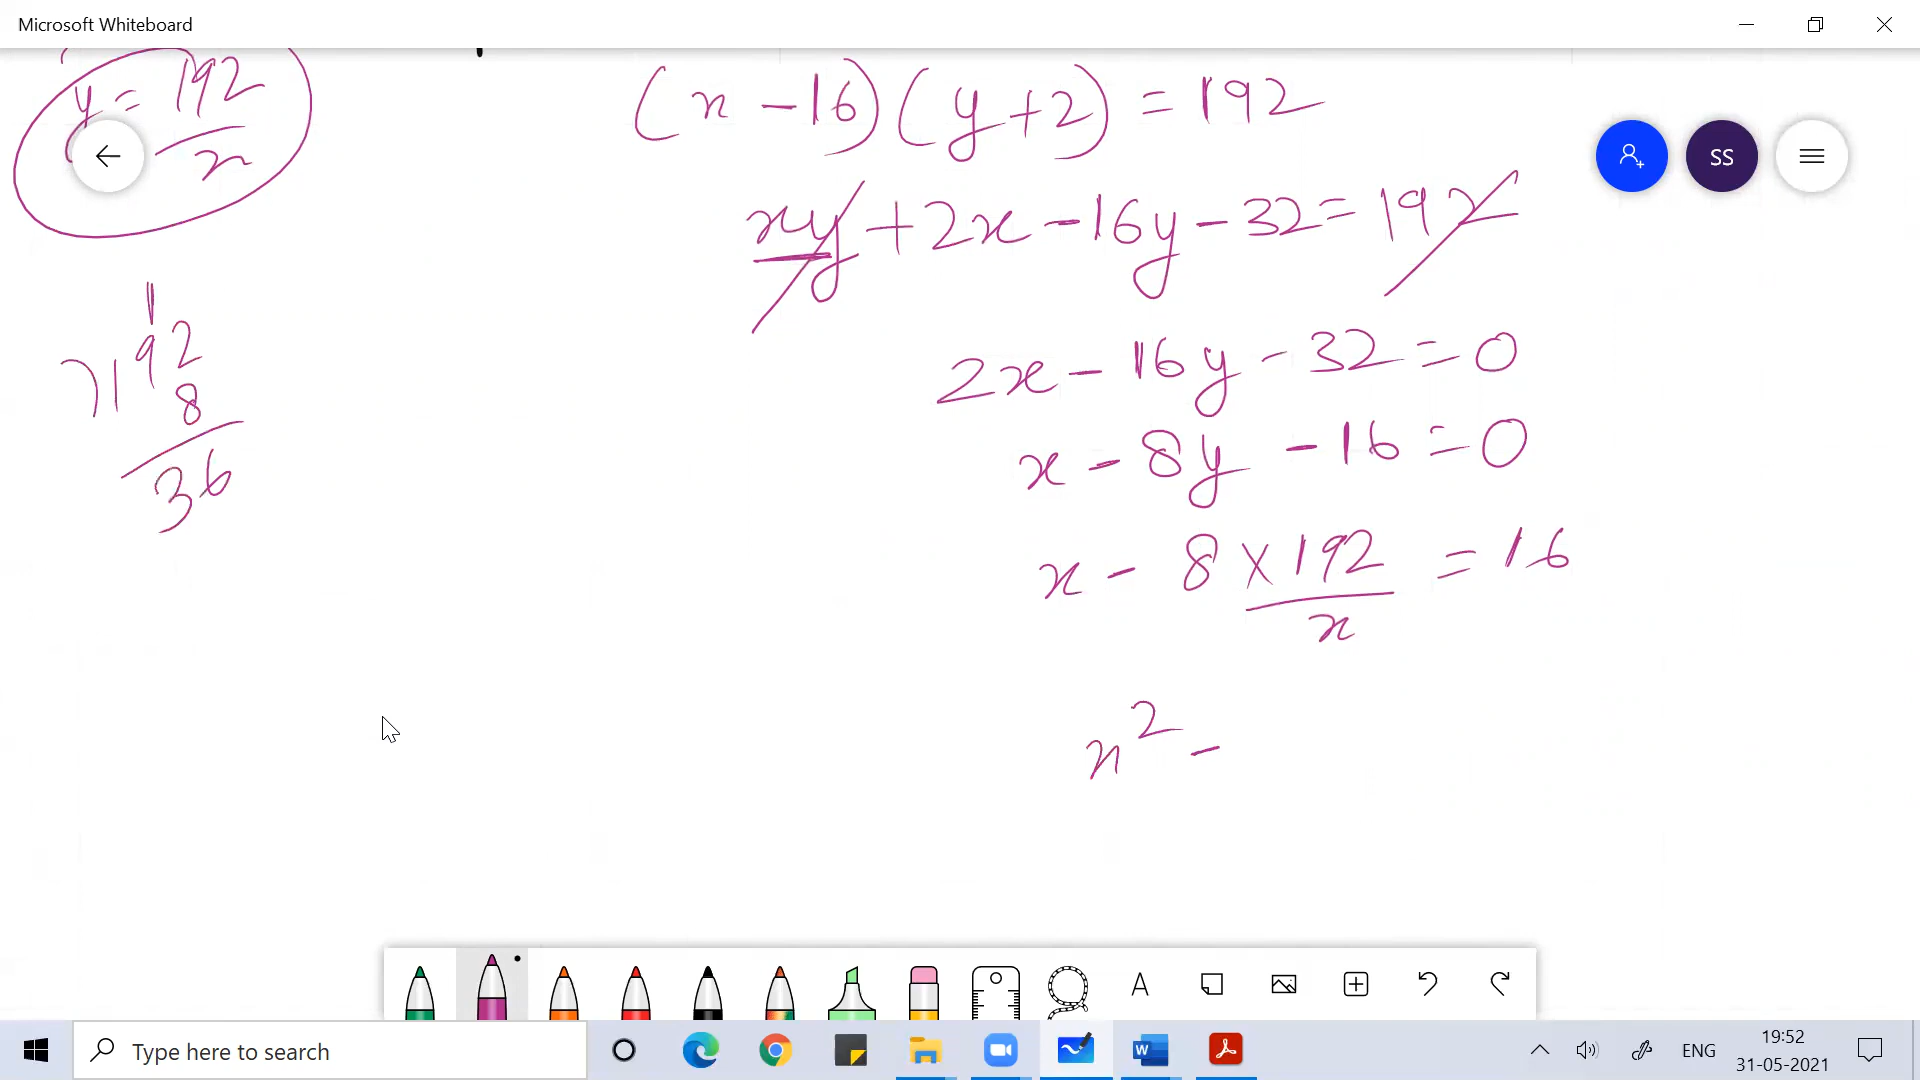 Microsoft Whiteboard
y = 192/x
(x - 16)(y + 2) = 192
xy + 2x - 16y - 32 = 192
2x - 16y - 32 = 0
x - 8y - 16 = 0
x - 8 × 192/x = 16
x² -
1
192
8
36
SS
A
Type here to search
ENG
19:52
31-05-2021